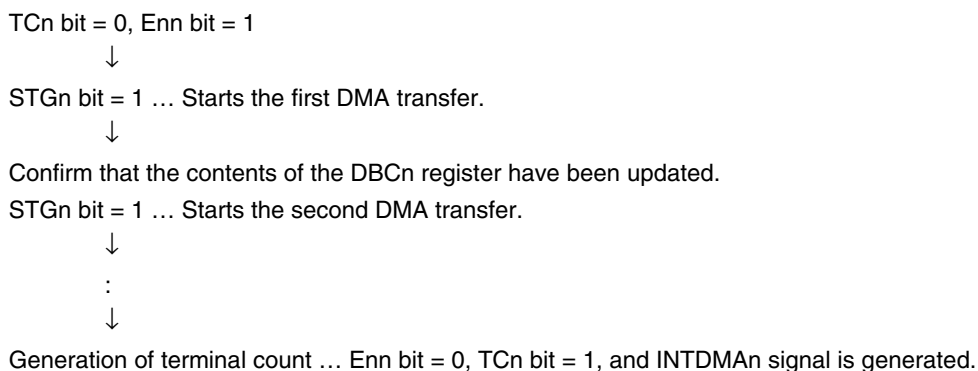 TCn bit = 0, Enn bit = 1
↓
STGn bit = 1 … Starts the first DMA transfer.
↓
Confirm that the contents of the DBCn register have been updated.
STGn bit = 1 … Starts the second DMA transfer.
↓
:
↓
Generation of terminal count … Enn bit = 0, TCn bit = 1, and INTDMAn signal is generated.